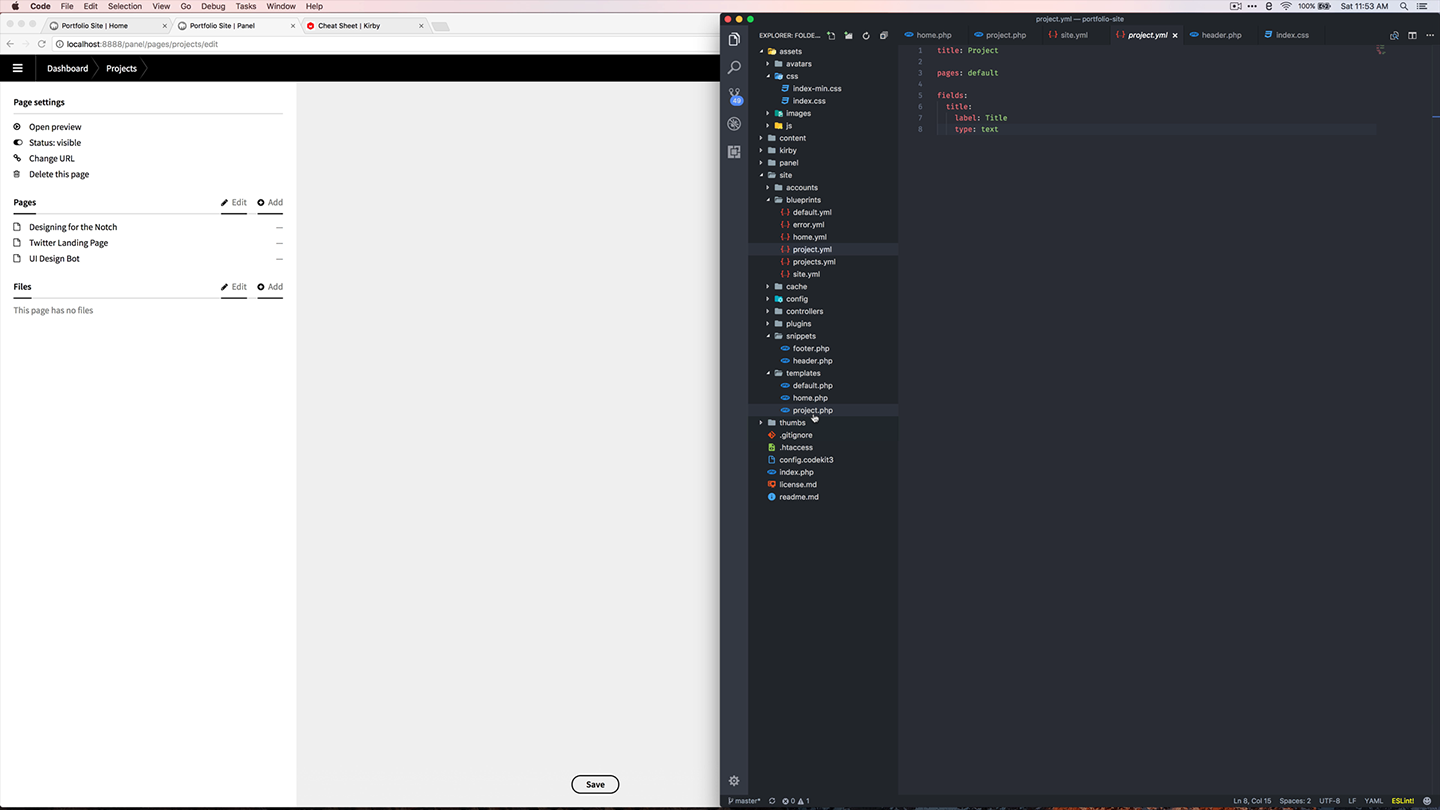 Code File Edit Selection View Go Debug Tasks Window Help
100% Sat 11:53 AM
Portfolio Site | Home
Portfolio Site | Panel
Cheat Sheet | Kirby
localhost:8888/panel/pages/projects/edit
Dashboard Projects
Page settings
Open preview
Status: visible
Change URL
Delete this page
Pages Edit Add
Designing for the Notch —
Twitter Landing Page —
UI Design Bot —
Files Edit Add
This page has no files
Save
project.yml — portfolio-site
EXPLORER: FOLDE...
49
assets
avatars
css
index-min.css
index.css
images
js
content
kirby
panel
site
accounts
blueprints
default.yml
error.yml
home.yml
project.yml
projects.yml
site.yml
cache
config
controllers
plugins
snippets
footer.php
header.php
templates
default.php
home.php
project.php
thumbs
.gitignore
.htaccess
config.codekit3
index.php
license.md
readme.md
home.php project.php site.yml project.yml header.php index.css
1 title: Project
2
3 pages: default
4
5 fields:
6 title:
7 label: Title
8 type: text
master* 0 1 Ln 8, Col 15 Spaces: 2 UTF-8 LF YAML ESLint!